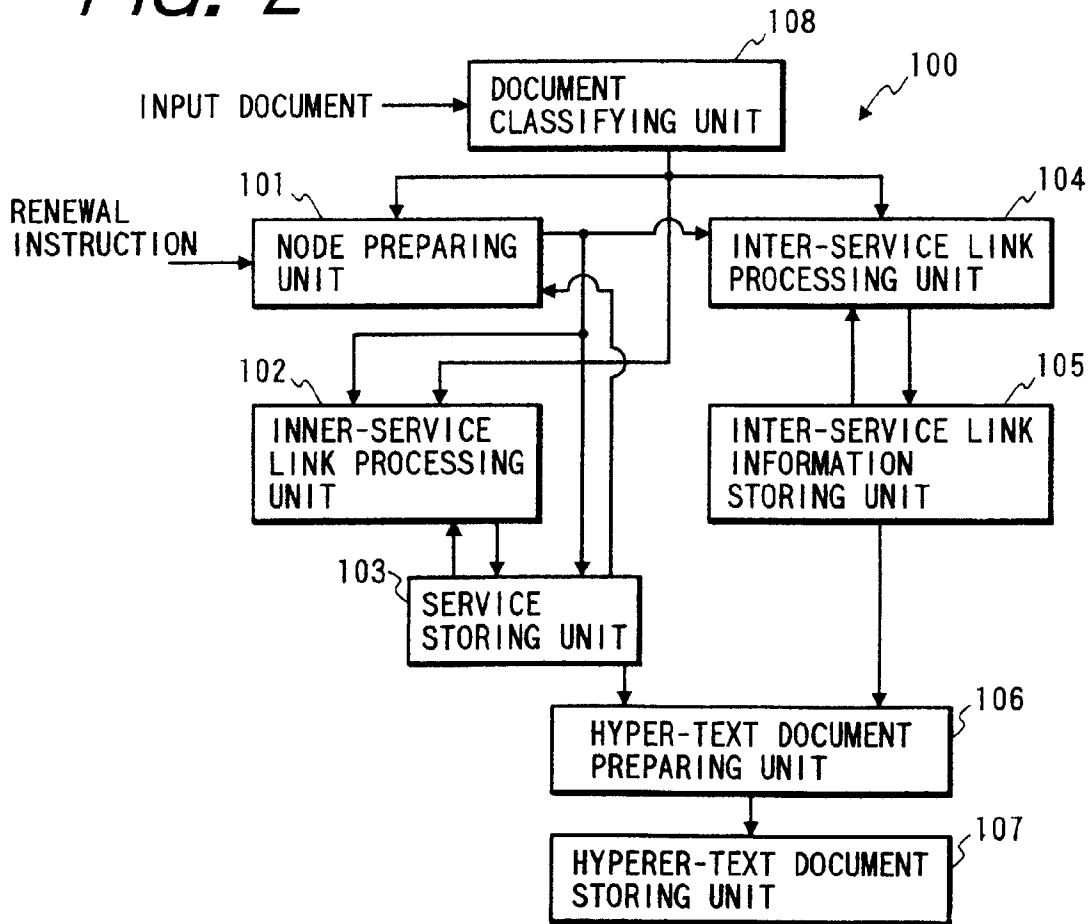 FIG. 2
108
100
INPUT DOCUMENT
DOCUMENT
CLASSIFYING UNIT
101
104
RENEWAL
INSTRUCTION
NODE PREPARING
UNIT
INTER-SERVICE LINK
PROCESSING UNIT
102
105
INNER-SERVICE
LINK PROCESSING
UNIT
INTER-SERVICE LINK
INFORMATION
STORING UNIT
103
SERVICE
STORING UNIT
106
HYPER-TEXT DOCUMENT
PREPARING UNIT
107
HYPERER-TEXT DOCUMENT
STORING UNIT